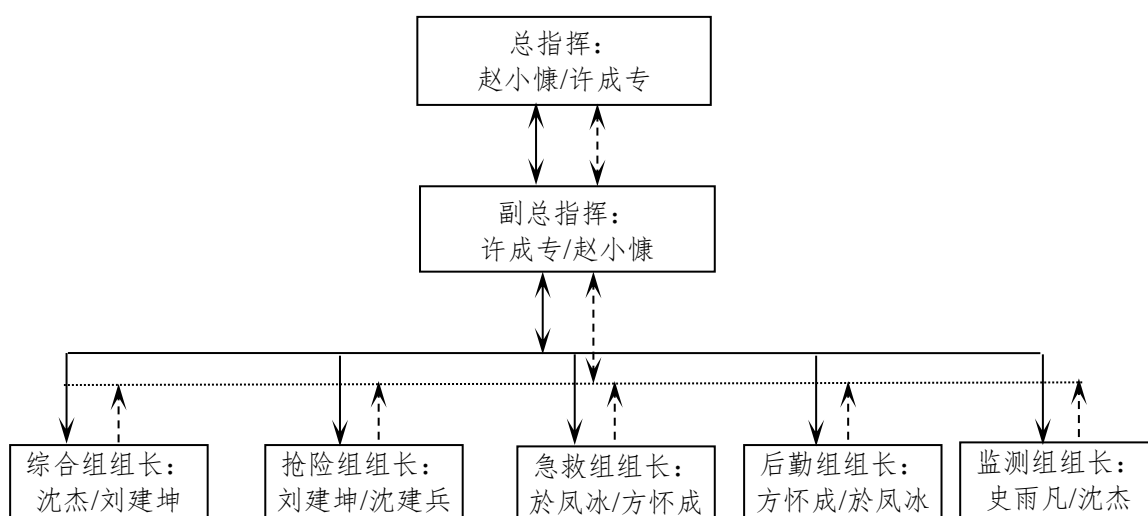 总指挥：
赵小慷/许成专
副总指挥：
许成专/赵小慷
综合组组长：
沈杰/刘建坤
抢险组组长：
刘建坤/沈建兵
急救组组长：
於凤冰/方怀成
后勤组组长：
方怀成/於凤冰
监测组组长：
史雨凡/沈杰